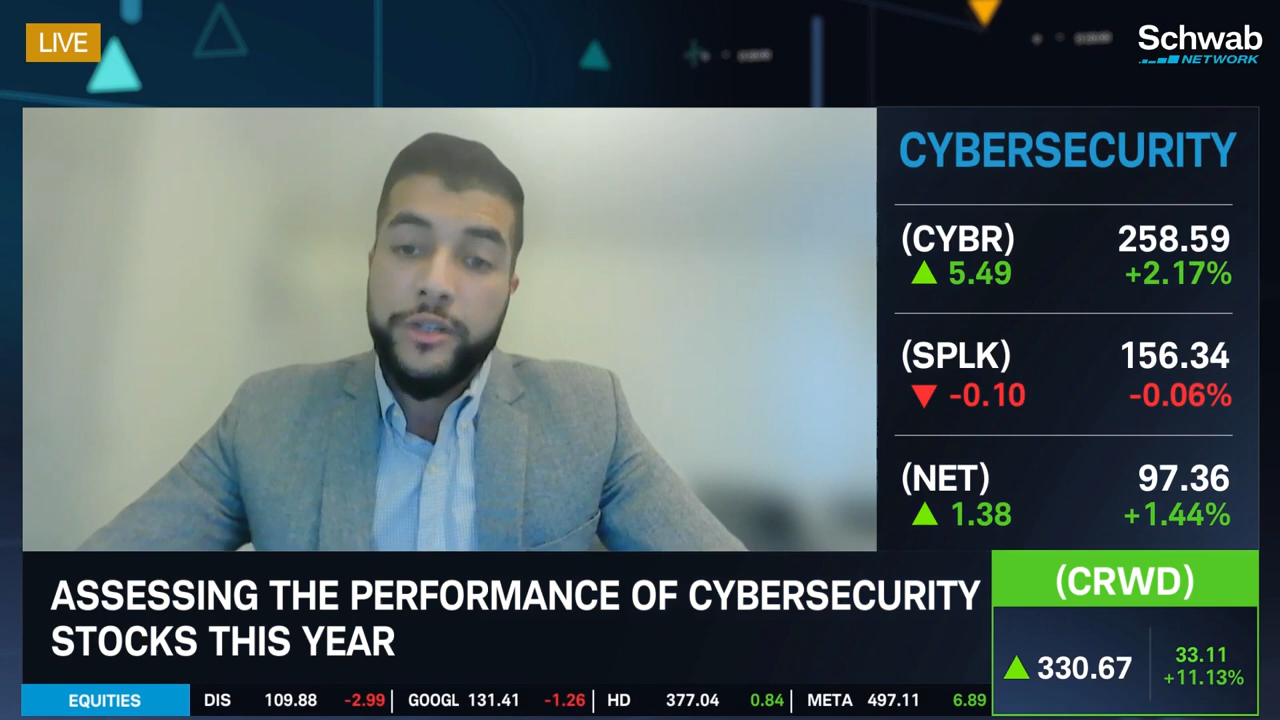 LIVE
Schwab
NETWORK
CYBERSECURITY
(CYBR) 258.59
▲ 5.49 +2.17%
(SPLK) 156.34
▼ -0.10 -0.06%
(NET) 97.36
▲ 1.38 +1.44%
ASSESSING THE PERFORMANCE OF CYBERSECURITY
STOCKS THIS YEAR
(CRWD)
▲ 330.67 33.11
+11.13%
EQUITIES DIS 109.88 -2.99 GOOGL 131.41 -1.26 HD 377.04 0.84 META 497.11 6.89